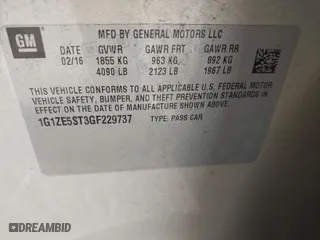 MFD BY GENERAL MOTORS LLC
GM
02/16 GVWR GAWR FRT GAWR RR
1855 KG 963 KG 892 KG
4090 LB 2123 LB 1967 LB
THIS VEHICLE CONFORMS TO ALL APPLICABLE U.S. FEDERAL MOTOR
VEHICLE SAFETY, BUMPER, AND THEFT PREVENTION STANDARDS IN
EFFECT ON THE DATE OF MANUFACTURE SHOWN ABOVE.
1G1ZE5ST3GF229737 TYPE: PASS CAR
DREAMBID